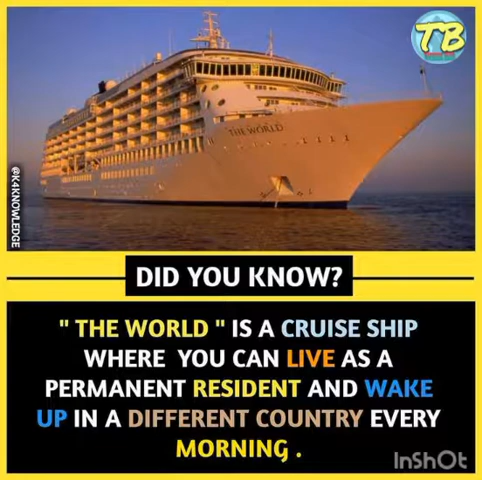 TB
THE WORLD
@K4KNOWLEDGE
DID YOU KNOW?
" THE WORLD " IS A CRUISE SHIP
WHERE YOU CAN LIVE AS A
PERMANENT RESIDENT AND WAKE
UP IN A DIFFERENT COUNTRY EVERY
MORNING .
InShOt